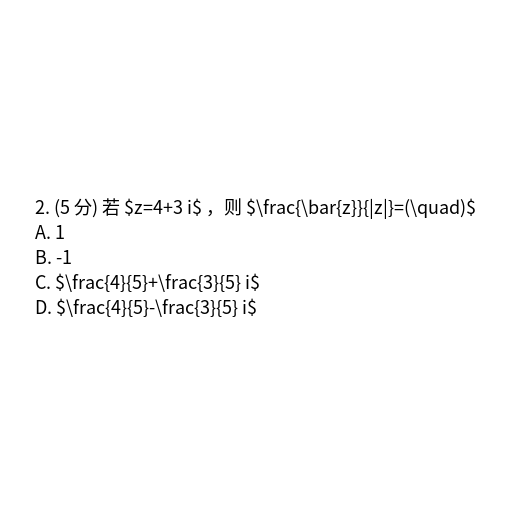 2. (5 分) 若 $z=4+3 i$ ，则 $\frac{\bar{z}}{|z|}=(\quad)$
A. 1
B. -1
C. $\frac{4}{5}+\frac{3}{5} i$
D. $\frac{4}{5}-\frac{3}{5} i$